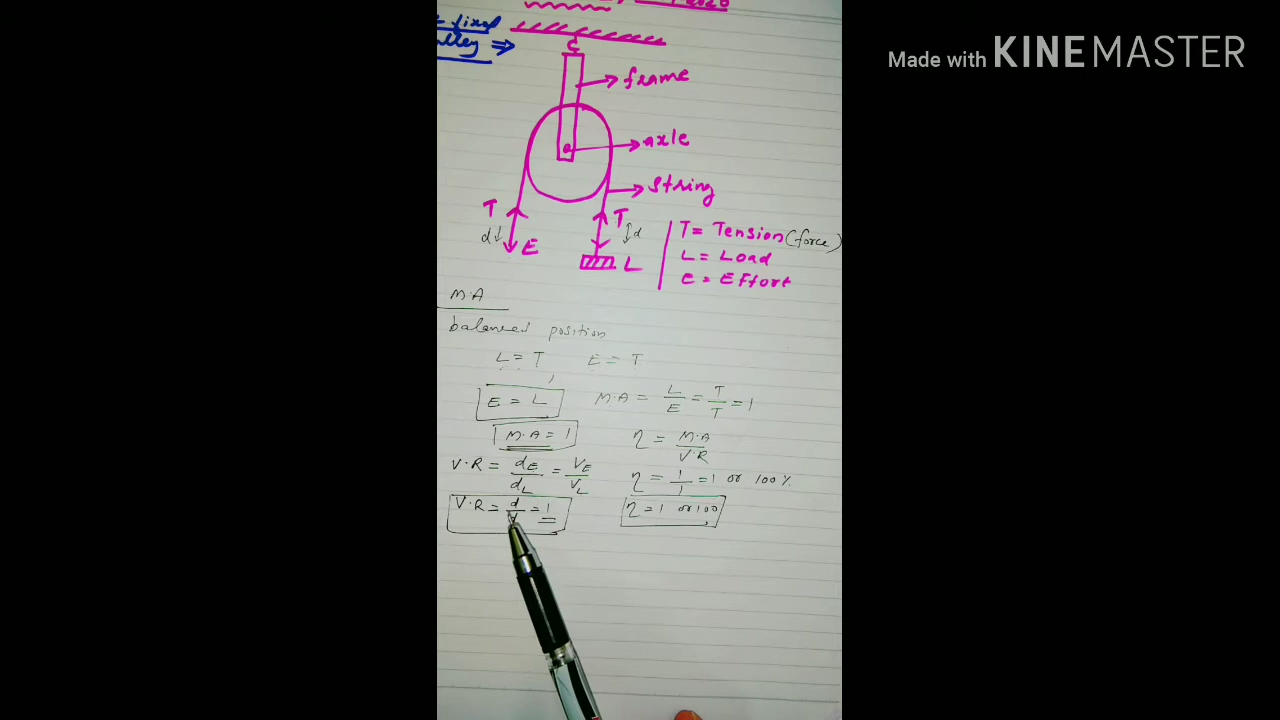 Made with KINEMASTER
fixed
Pulley ⇒
C
frame
a
axle
string
T
T
d↓
↕d
E
L
T = Tension (force)
L = Load
E = Effort
M.A
balanced position
L = T, E = T
E = L
M.A = L/E = T/T = 1
M.A = 1
η = M.A/V.R
V.R = dE/dL = VE/VL
η = 1/1 = 1 or 100%
V.R = d/ = 1
η = 1 or 100